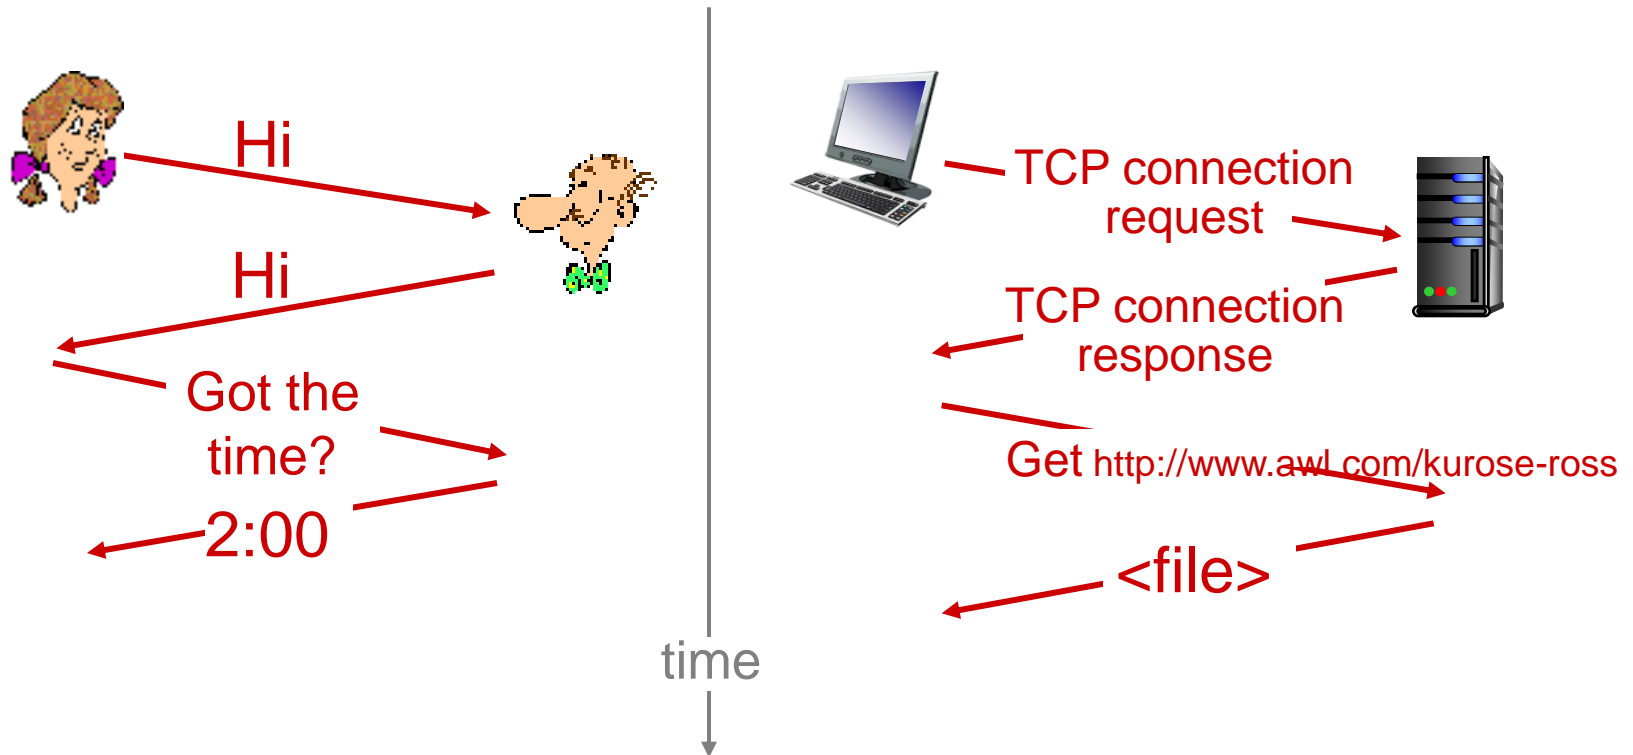 Hi
Hi
Got the
time?
2:00
TCP connection
request
TCP connection
response
Get http://www.awl.com/kurose-ross
<file>
time